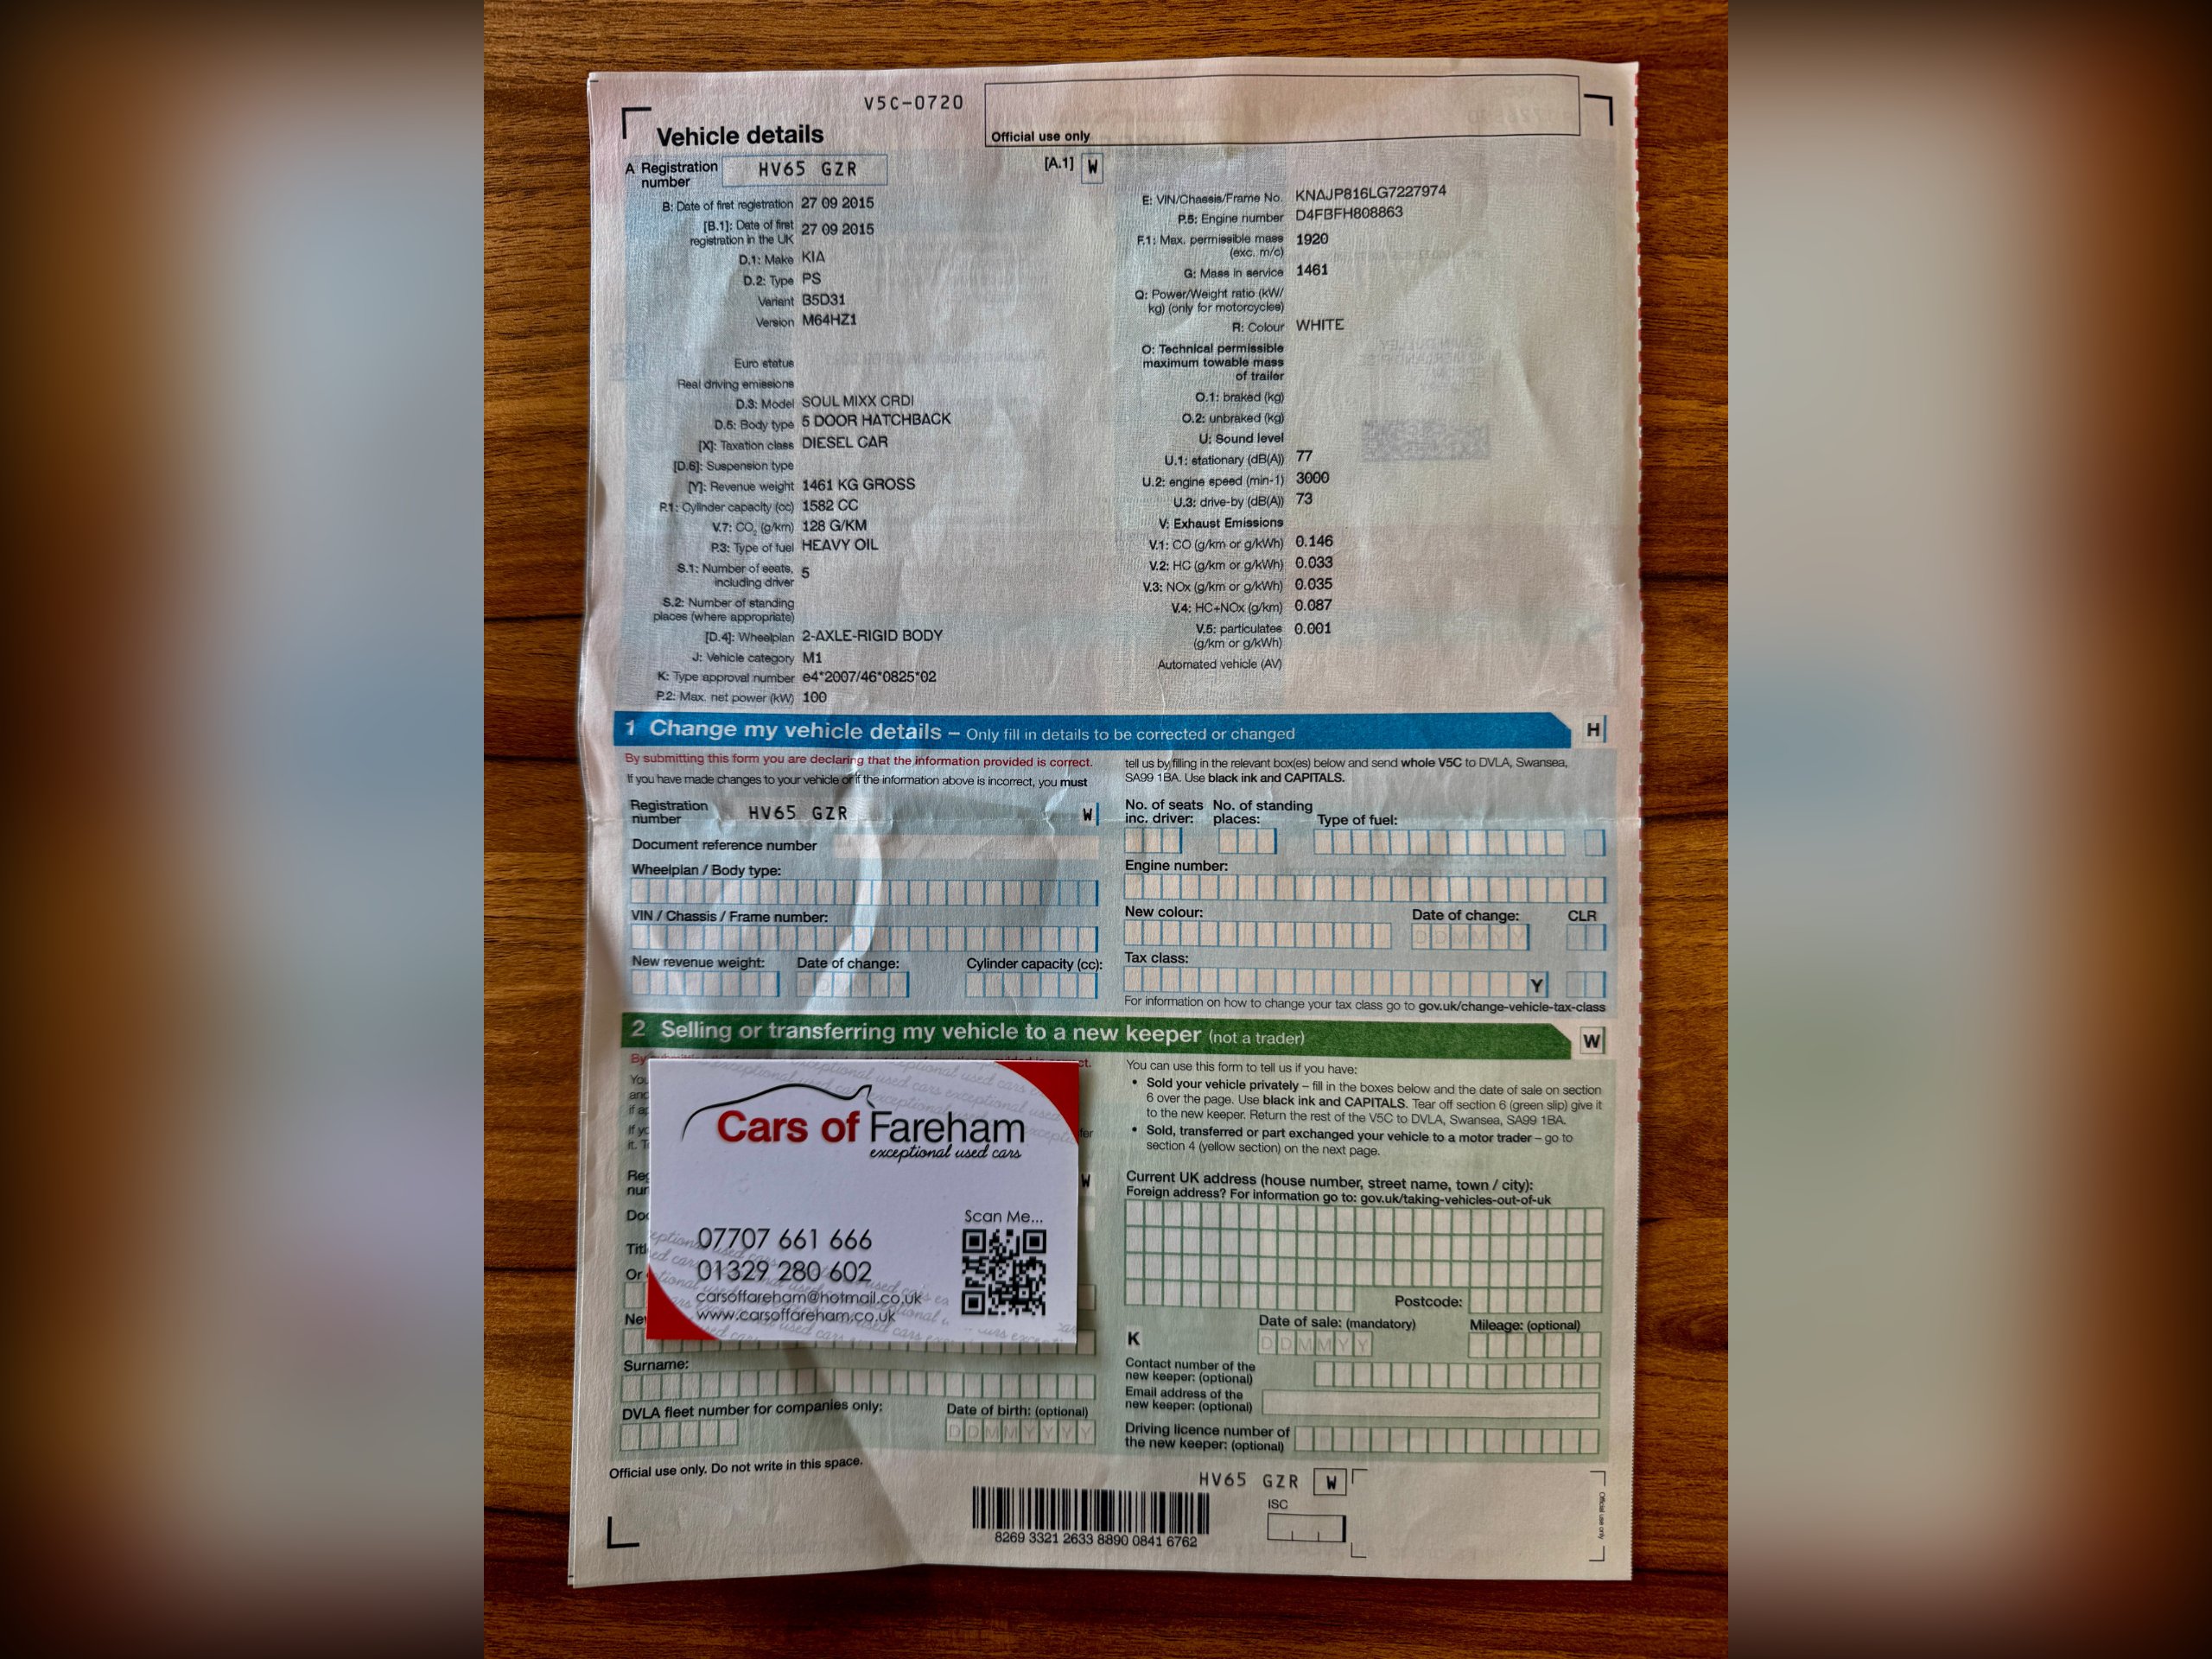 V5C-0720
Vehicle details
Official use only
A Registration number HV65 GZR
[A.1] W
B: Date of first registration 27 09 2015
[B.1]: Date of first registration in the UK 27 09 2015
D.1: Make KIA
D.2: Type PS
Variant B5D31
Version M64HZ1
Euro status
Real driving emissions
D.3: Model SOUL MIXX CRDI
D.5: Body type 5 DOOR HATCHBACK
[X]: Taxation class DIESEL CAR
[D.6]: Suspension type
[Y]: Revenue weight 1461 KG GROSS
P.1: Cylinder capacity (cc) 1582 CC
V.7: CO2 (g/km) 128 G/KM
P.3: Type of fuel HEAVY OIL
S.1: Number of seats, including driver 5
S.2: Number of standing places (where appropriate)
[D.4]: Wheelplan 2-AXLE-RIGID BODY
J: Vehicle category M1
K: Type approval number e4*2007/46*0825*02
P.2: Max. net power (kW) 100
E: VIN/Chassis/Frame No. KNAJP816LG7227974
P.5: Engine number D4FBFH808863
F.1: Max. permissible mass (exc. m/c) 1920
G: Mass in service 1461
Q: Power/Weight ratio (kW/kg) (only for motorcycles)
R: Colour WHITE
O: Technical permissible maximum towable mass of trailer
O.1: braked (kg)
O.2: unbraked (kg)
U: Sound level
U.1: stationary (dB(A)) 77
U.2: engine speed (min-1) 3000
U.3: drive-by (dB(A)) 73
V: Exhaust Emissions
V.1: CO (g/km or g/kWh) 0.146
V.2: HC (g/km or g/kWh) 0.033
V.3: NOx (g/km or g/kWh) 0.035
V.4: HC+NOx (g/km) 0.087
V.5: particulates (g/km or g/kWh) 0.001
Automated vehicle (AV)
1 Change my vehicle details – Only fill in details to be corrected or changed
H
By submitting this form you are declaring that the information provided is correct.
If you have made changes to your vehicle or if the information above is incorrect, you must
tell us by filling in the relevant box(es) below and send whole V5C to DVLA, Swansea,
SA99 1BA. Use black ink and CAPITALS.
Registration number HV65 GZR W
Document reference number
Wheelplan / Body type:
VIN / Chassis / Frame number:
New revenue weight: Date of change: Cylinder capacity (cc):
No. of seats inc. driver: No. of standing places: Type of fuel:
Engine number:
New colour: Date of change: CLR
DDMMYY
Tax class:
Y
For information on how to change your tax class go to gov.uk/change-vehicle-tax-class
2 Selling or transferring my vehicle to a new keeper (not a trader)
W
By
ct.
You
if
it.
W
Surname:
DVLA fleet number for companies only: Date of birth: (optional)
DDMMYYYY
Cars of Fareham
exceptional used cars
Scan Me...
07707 661 666
01329 280 602
carsoffareham@hotmail.co.uk
www.carsoffareham.co.uk
You can use this form to tell us if you have:
• Sold your vehicle privately – fill in the boxes below and the date of sale on section
6 over the page. Use black ink and CAPITALS. Tear off section 6 (green slip) give it
to the new keeper. Return the rest of the V5C to DVLA, Swansea, SA99 1BA.
• Sold, transferred or part exchanged your vehicle to a motor trader – go to
section 4 (yellow section) on the next page.
Current UK address (house number, street name, town / city):
Foreign address? For information go to: gov.uk/taking-vehicles-out-of-uk
Postcode:
K
Date of sale: (mandatory) Mileage: (optional)
DDMMYY
Contact number of the new keeper: (optional)
Email address of the new keeper: (optional)
Driving licence number of the new keeper: (optional)
Official use only. Do not write in this space.
HV65 GZR W
ISC
8269 3321 2633 8890 0841 6762
Official use only